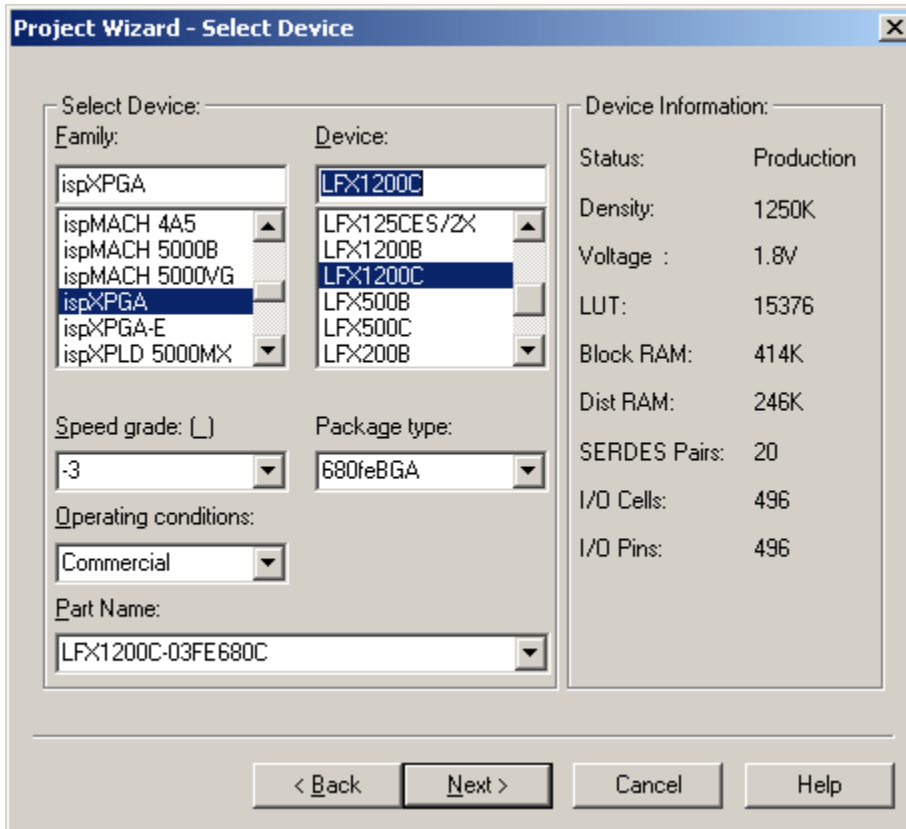 Project Wizard - Select Device
Select Device:
Family:
Device:
ispXPGA
LFX1200C
ispMACH 4A5
ispMACH 5000B
ispMACH 5000VG
ispXPGA
ispXPGA-E
ispXPLD 5000MX
LFX125CES/2X
LFX1200B
LFX1200C
LFX500B
LFX500C
LFX200B
Speed grade: (_)
Package type:
-3
680feBGA
Operating conditions:
Commercial
Part Name:
LFX1200C-03FE680C
Device Information:
Status: Production
Density: 1250K
Voltage : 1.8V
LUT: 15376
Block RAM: 414K
Dist RAM: 246K
SERDES Pairs: 20
I/O Cells: 496
I/O Pins: 496
< Back Next > Cancel Help